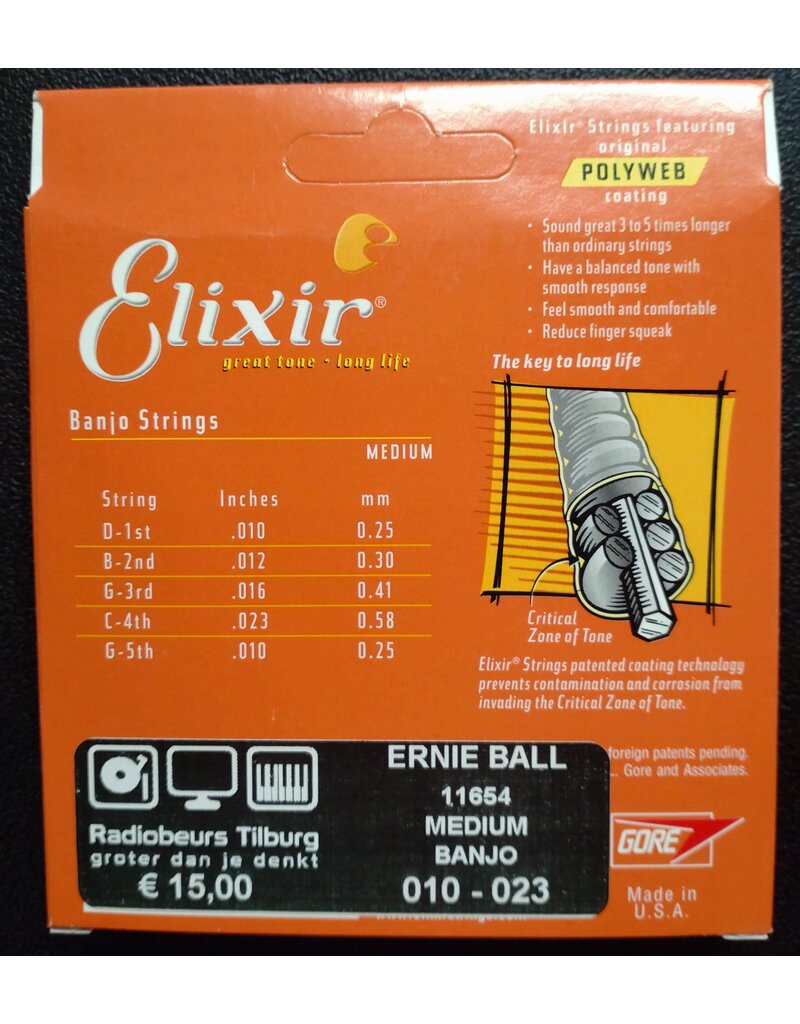 Elixir® Strings featuring
original
POLYWEB
coating
• Sound great 3 to 5 times longer
than ordinary strings
• Have a balanced tone with
smooth response
• Feel smooth and comfortable
• Reduce finger squeak
The key to long life
Elixir®
great tone - long life
Banjo Strings
MEDIUM
String Inches mm
D-1st .010 0.25
B-2nd .012 0.30
G-3rd .016 0.41
C-4th .023 0.58
G-5th .010 0.25
Critical
Zone of Tone
Elixir® Strings patented coating technology
prevents contamination and corrosion from
invading the Critical Zone of Tone.
foreign patents pending.
Gore and Associates.
Radiobeurs Tilburg
groter dan je denkt
€ 15,00
ERNIE BALL
11654
MEDIUM
BANJO
010 - 023
GORE
Made in
U.S.A.